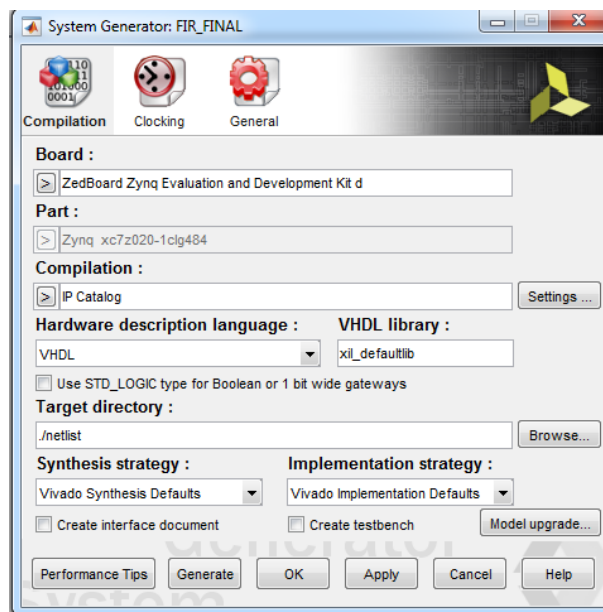 System Generator: FIR_FINAL
Compilation Clocking General
Board :
> ZedBoard Zynq Evaluation and Development Kit d
Part :
> Zynq xc7z020-1clg484
Compilation :
> IP Catalog Settings ...
Hardware description language : VHDL library :
VHDL xil_defaultlib
Use STD_LOGIC type for Boolean or 1 bit wide gateways
Target directory :
./netlist Browse...
Synthesis strategy : Implementation strategy :
Vivado Synthesis Defaults Vivado Implementation Defaults
Create interface document Create testbench Model upgrade...
Generator
Performance Tips Generate OK Apply Cancel Help
System